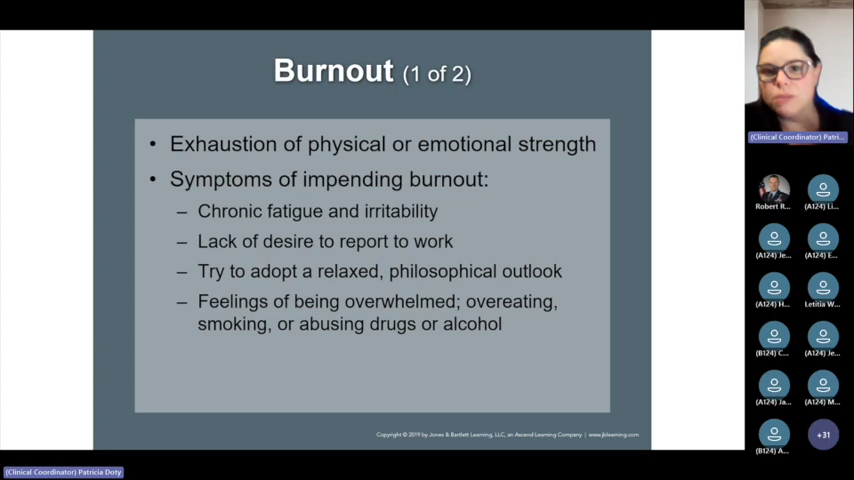 Burnout (1 of 2)
• Exhaustion of physical or emotional strength
• Symptoms of impending burnout:
– Chronic fatigue and irritability
– Lack of desire to report to work
– Try to adopt a relaxed, philosophical outlook
– Feelings of being overwhelmed; overeating,
smoking, or abusing drugs or alcohol
Copyright © 2019 by Jones & Bartlett Learning, LLC, an Ascend Learning Company | www.jblearning.com
(Clinical Coordinator) Patri...
Robert R...
(A124) Li...
(A124) Je...
(A124) E...
(A124) H...
Letitia W...
(B124) C...
(A124) Je...
(A124) Ja...
(A124) M...
(B124) A...
+31
(Clinical Coordinator) Patricia Doty